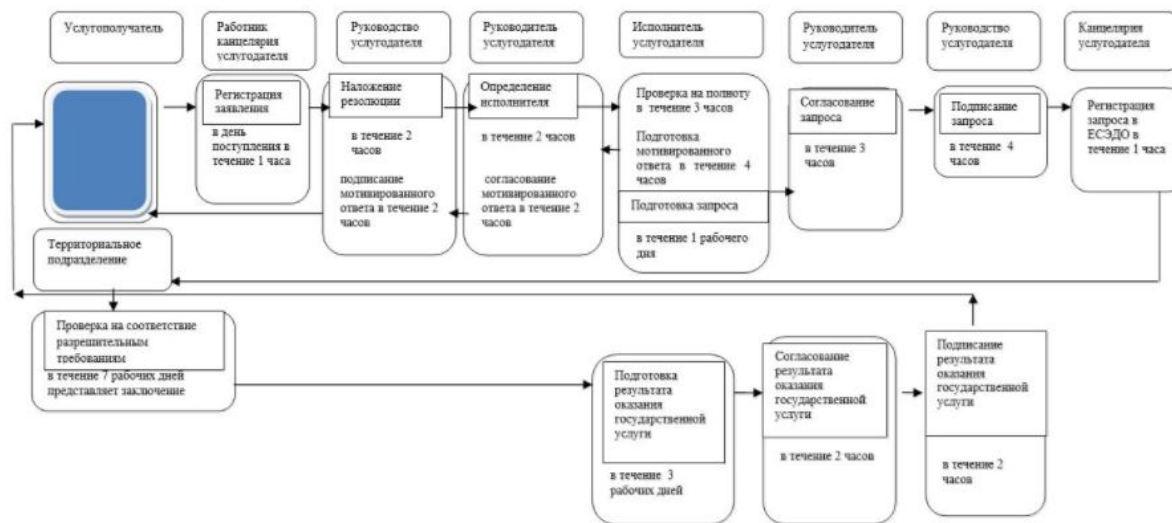 Услугополучатель
Работник
канцелярия
услугодателя
Руководство
услугодателя
Руководитель
услугодателя
Исполнитель
услугодателя
Руководитель
услугодателя
Руководство
услугодателя
Канцелярия
услугодателя
Регистрация
заявления
в день
поступления в
течение 1 часа
Наложение
резолюции
в течение 2
часов
подписание
мотивированного
ответа в течение 2
часов
Определение
исполнителя
в течение 2 часов
согласование
мотивированного
ответа в течение 2
часов
Проверка на полноту
в течение 3 часов
Подготовка
мотивированного
ответа в течение 4
часов
Подготовка запроса
в течение 1 рабочего
дня
Согласование
запроса
в течение 3
часов
Подписание
запроса
в течение 4
часов
Регистрация
запроса в
ЕСЭДО в
течение 1 часа
Территориальное
подразделение
Проверка на соответствие
разрешительным
требованиям
в течение 7 рабочих дней
представляет заключение
Подготовка
результата
оказания
государственной
услуги
в течение 3
рабочих дней
Согласование
результата
оказания
государственной
услуги
в течение 2 часов
Подписание
результата
оказания
государственной
услуги
в течение 2
часов